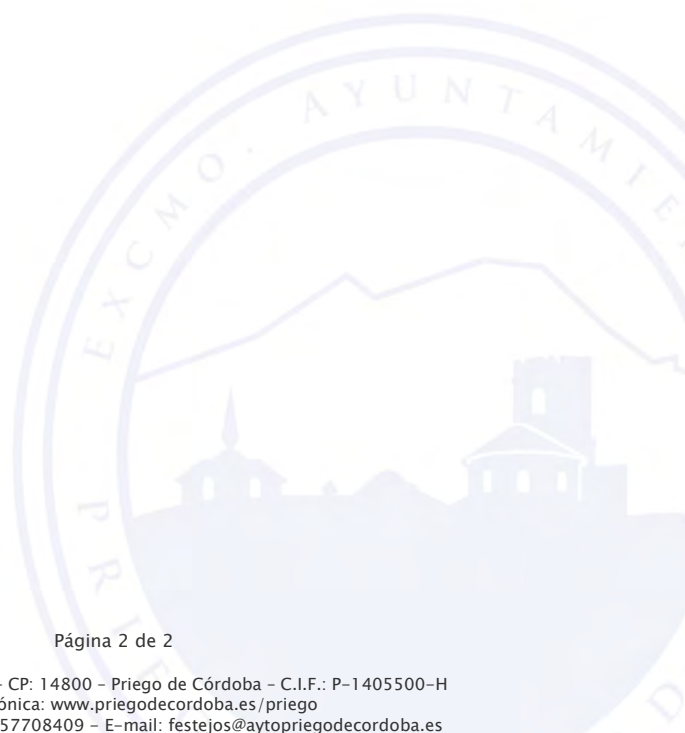 EXCMO. AYUNTAMIE
PRIE
D
Página 2 de 2
– CP: 14800 – Priego de Córdoba – C.I.F.: P-1405500-H
ónica: www.priegodecordoba.es/priego
57708409 – E-mail: festejos@aytopriegodecordoba.es